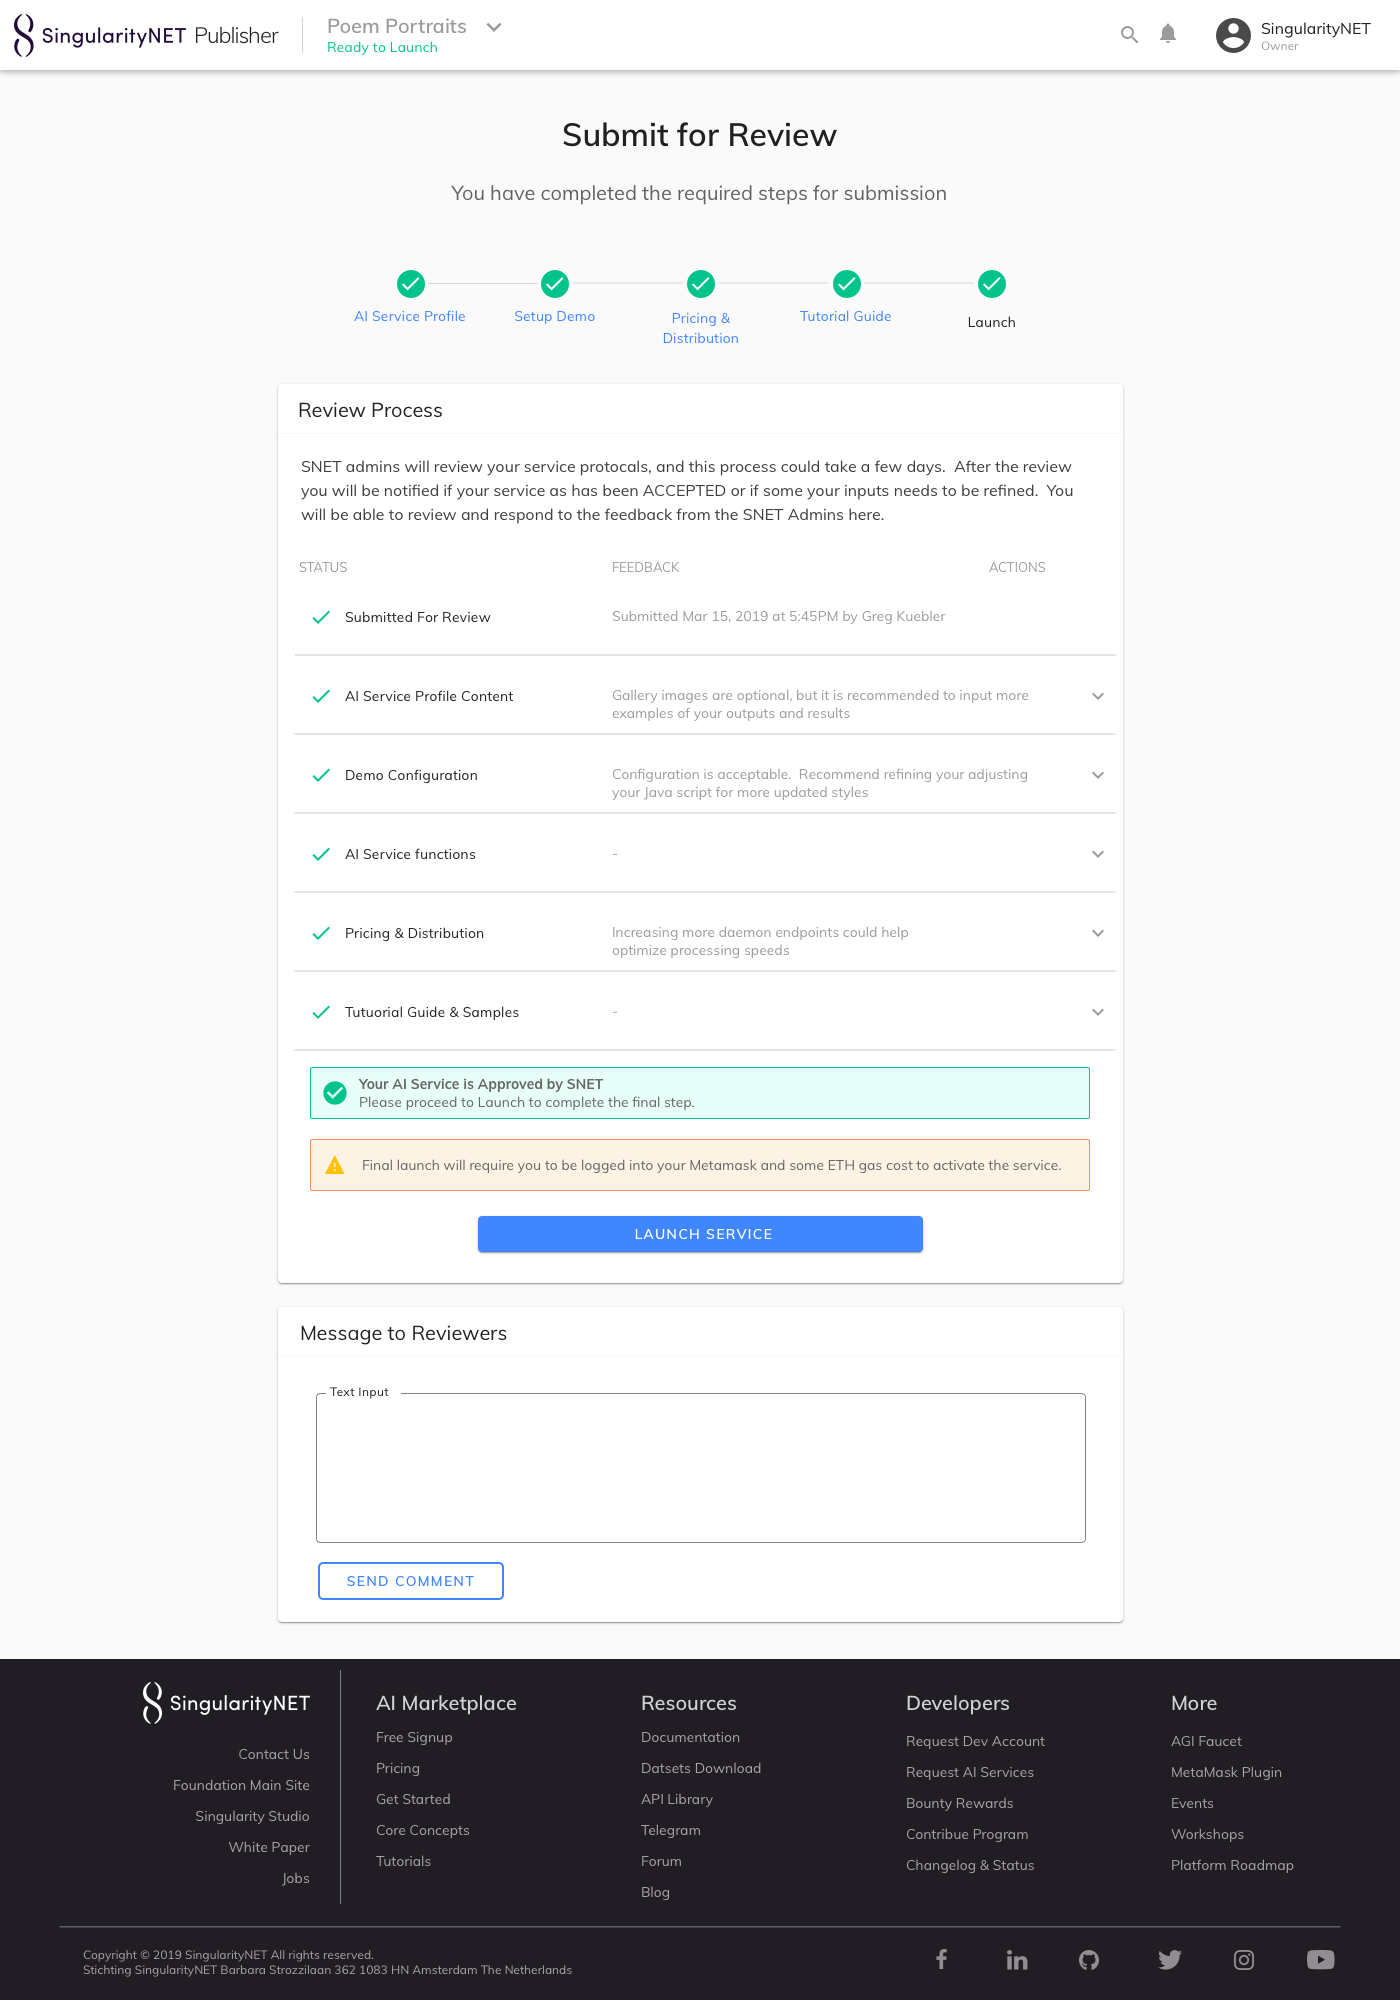 SingularityNET Publisher
Poem Portraits
Ready to Launch
SingularityNET
Owner
Submit for Review
You have completed the required steps for submission
AI Service Profile
Setup Demo
Pricing &
Distribution
Tutorial Guide
Launch
Review Process
SNET admins will review your service protocals, and this process could take a few days.  After the review
you will be notified if your service as has been ACCEPTED or if some your inputs needs to be refined.  You
will be able to review and respond to the feedback from the SNET Admins here.
STATUS FEEDBACK ACTIONS
Submitted For Review
Submitted Mar 15, 2019 at 5:45PM by Greg Kuebler
AI Service Profile Content
Gallery images are optional, but it is recommended to input more
examples of your outputs and results
Demo Configuration
Configuration is acceptable.  Recommend refining your adjusting
your Java script for more updated styles
AI Service functions
-
Pricing & Distribution
Increasing more daemon endpoints could help
optimize processing speeds
Tutuorial Guide & Samples
-
Your AI Service is Approved by SNET
Please proceed to Launch to complete the final step.
Final launch will require you to be logged into your Metamask and some ETH gas cost to activate the service.
LAUNCH SERVICE
Message to Reviewers
Text Input
SEND COMMENT
SingularityNET
Contact Us
Foundation Main Site
Singularity Studio
White Paper
Jobs
AI Marketplace
Free Signup
Pricing
Get Started
Core Concepts
Tutorials
Resources
Documentation
Datsets Download
API Library
Telegram
Forum
Blog
Developers
Request Dev Account
Request AI Services
Bounty Rewards
Contribue Program
Changelog & Status
More
AGI Faucet
MetaMask Plugin
Events
Workshops
Platform Roadmap
Copyright © 2019 SingularityNET All rights reserved.
Stichting SingularityNET Barbara Strozzilaan 362 1083 HN Amsterdam The Netherlands